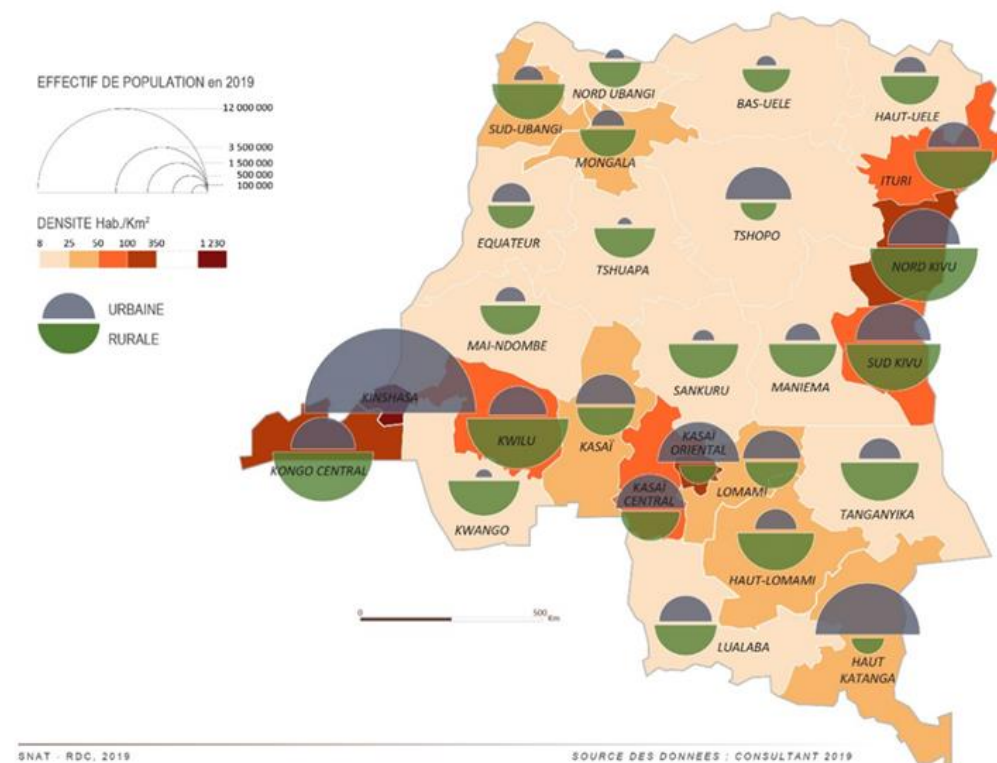 EFFECTIF DE POPULATION en 2019
12 000 000
3 500 000
1 500 000
500 000
100 000
DENSITE Hab./Km²
8 25 50 100 350 1 230
URBAINE
RURALE
NORD UBANGI
BAS-UELE
HAUT-UELE
SUD-UBANGI
MONGALA
ITURI
EQUATEUR
TSHUAPA
TSHOPO
NORD KIVU
MAI-NDOMBE
SANKURU
MANIEMA
SUD KIVU
KINSHASA
KWILU
KASAÏ
KASAÏ
ORIENTAL
KONGO CENTRAL
KASAÏ
CENTRAL
LOMAMI
KWANGO
TANGANYIKA
HAUT-LOMAMI
0 500
Km
LUALABA
HAUT
KATANGA
SNAT - RDC, 2019
SOURCE DES DONNEES : CONSULTANT 2019